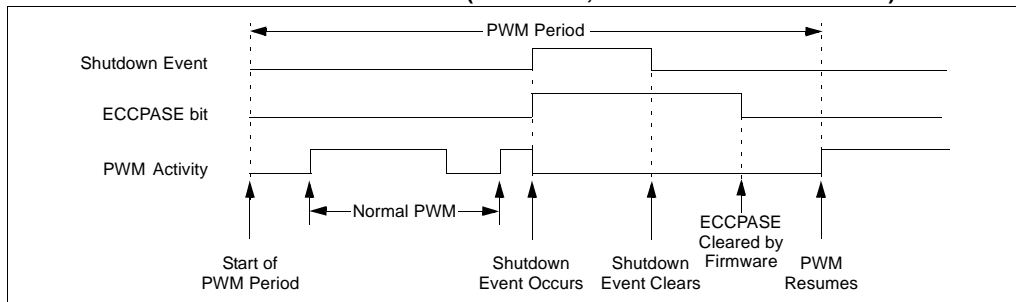 PWM Period
Shutdown Event
ECCPASE bit
PWM Activity
Normal PWM
Start of
PWM Period
Shutdown
Event Occurs
Shutdown
Event Clears
ECCPASE
Cleared by
Firmware
PWM
Resumes